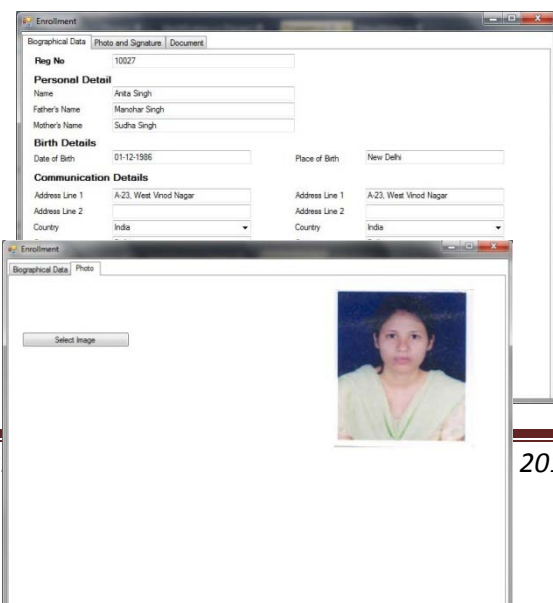 Enrollment
Biographical Data Photo and Signature Document
Reg No 10027
Personal Detail
Name Anita Singh
Father's Name Manohar Singh
Mother's Name Sudha Singh
Birth Details
Date of Birth 01-12-1986 Place of Birth New Delhi
Communication Details
Address Line 1 A-23, West Vinod Nagar Address Line 1 A-23, West Vinod Nagar
Address Line 2 Address Line 2
Country India Country India
Enrollment
Biographical Data Photo
Select Image
201